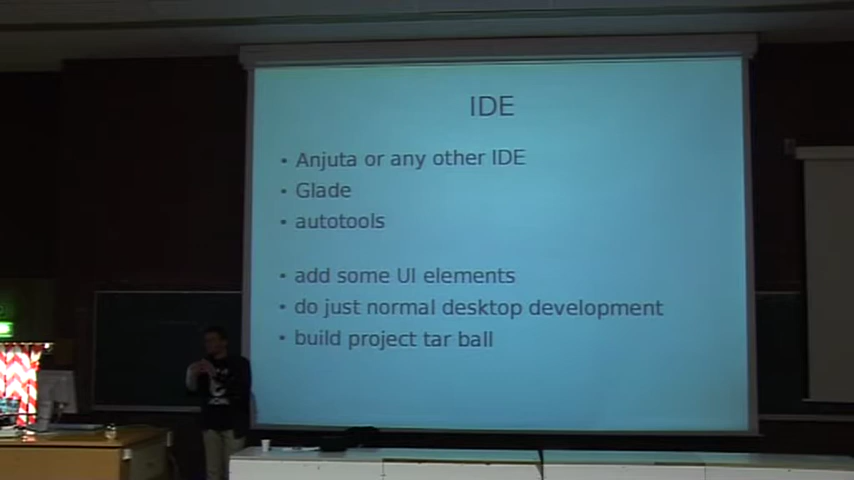 IDE
• Anjuta or any other IDE
• Glade
• autotools
• add some UI elements
• do just normal desktop development
• build project tar ball